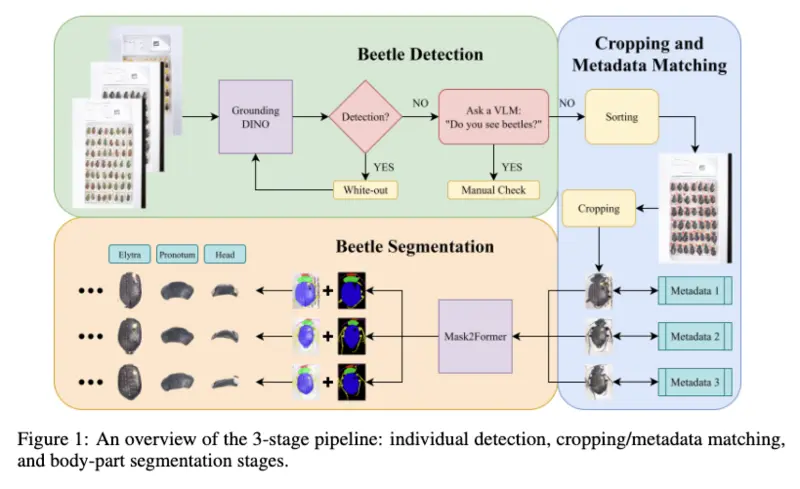 Beetle Detection
Grounding
DINO
Detection?
NO
Ask a VLM:
"Do you see beetles?"
NO
YES
White-out
YES
Manual Check
Cropping and
Metadata Matching
Sorting
Cropping
Metadata 1
Metadata 2
Metadata 3
Beetle Segmentation
Elytra
Pronotum
Head
Mask2Former
Figure 1: An overview of the 3-stage pipeline: individual detection, cropping/metadata matching,
and body-part segmentation stages.